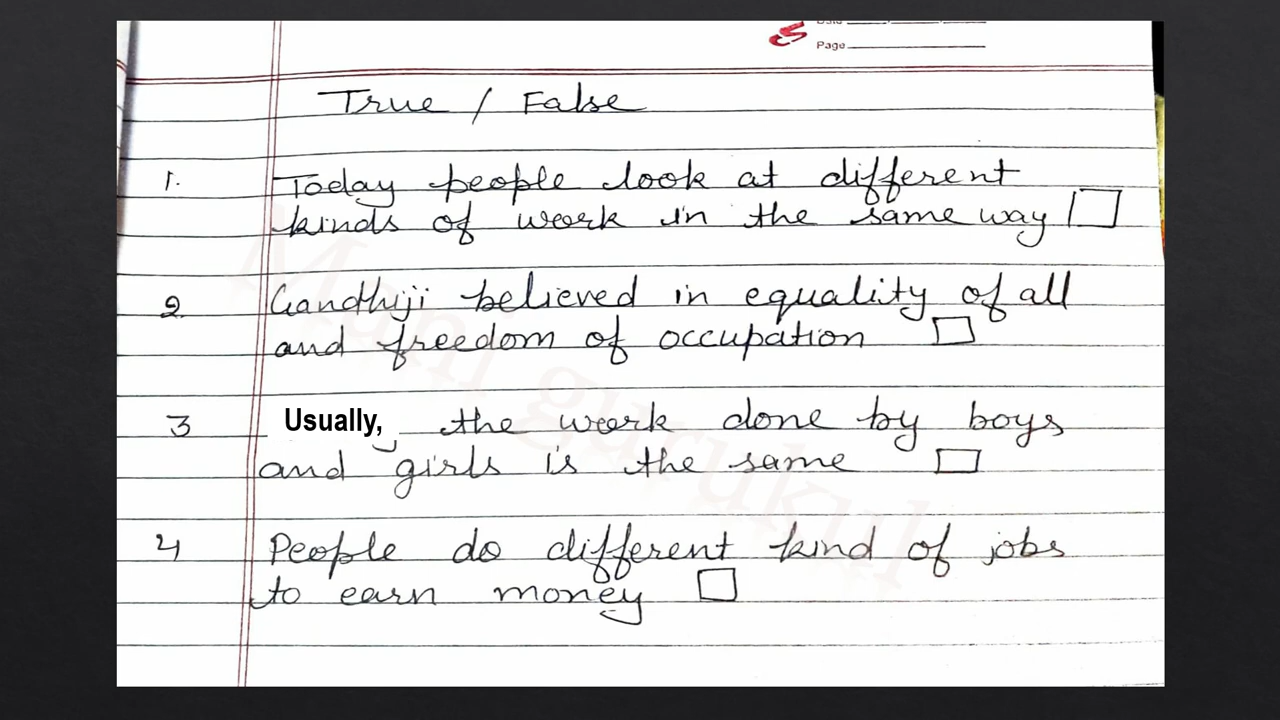 Page
True / False
1. Today people look at different
kinds of work in the same way
2 Gandhiji believed in equality of all
and freedom of occupation
3 Usually, the work done by boys
and girls is the same
4 People do different kind of jobs
to earn money